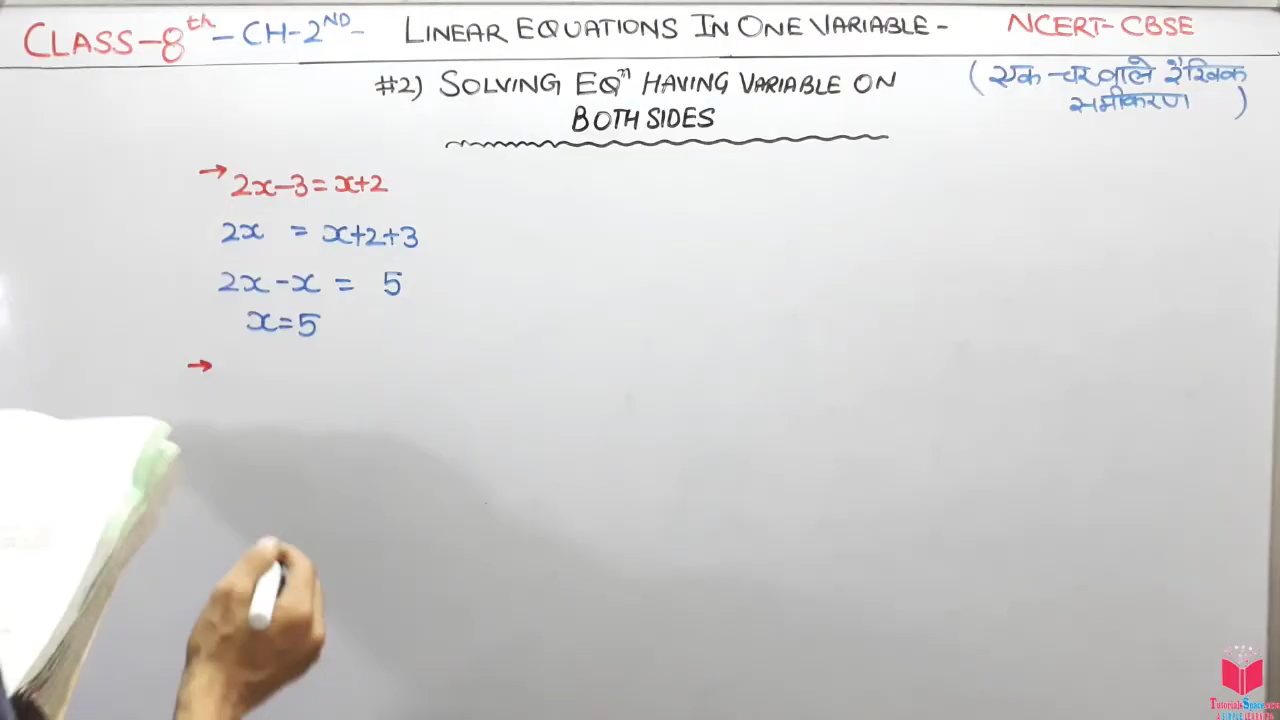 CLASS-8th-CH-2ND- LINEAR EQUATIONS IN ONE VARIABLE - NCERT-CBSE
#2) SOLVING EQⁿ HAVING VARIABLE ON
BOTH SIDES
(एक-चर वाले रैखिक
समीकरण)
→ 2x-3=x+2
2x = x+2+3
2x-x = 5
x=5
→